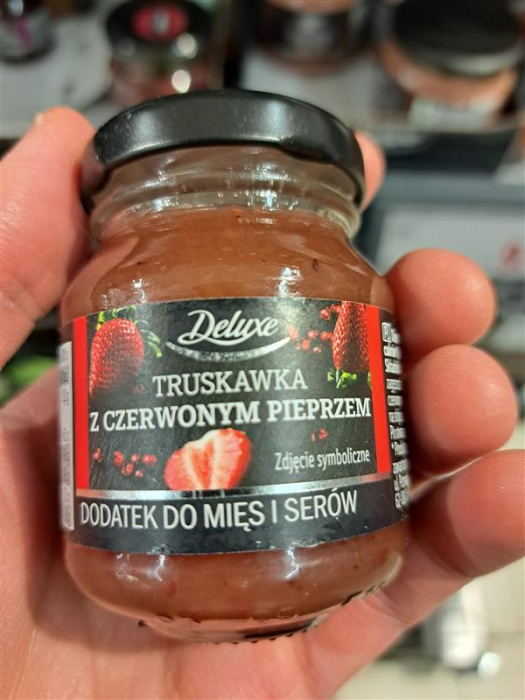 Deluxe
TRUSKAWKA
Z CZERWONYM PIEPRZEM
Zdjęcie symboliczne
DODATEK DO MIĘS I SERÓW